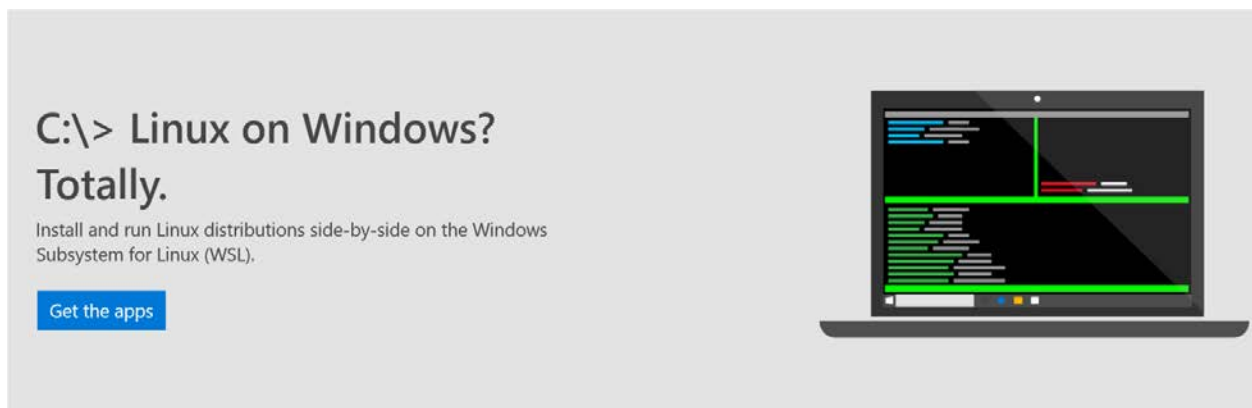 C:\> Linux on Windows?
Totally.
Install and run Linux distributions side-by-side on the Windows
Subsystem for Linux (WSL).
Get the apps